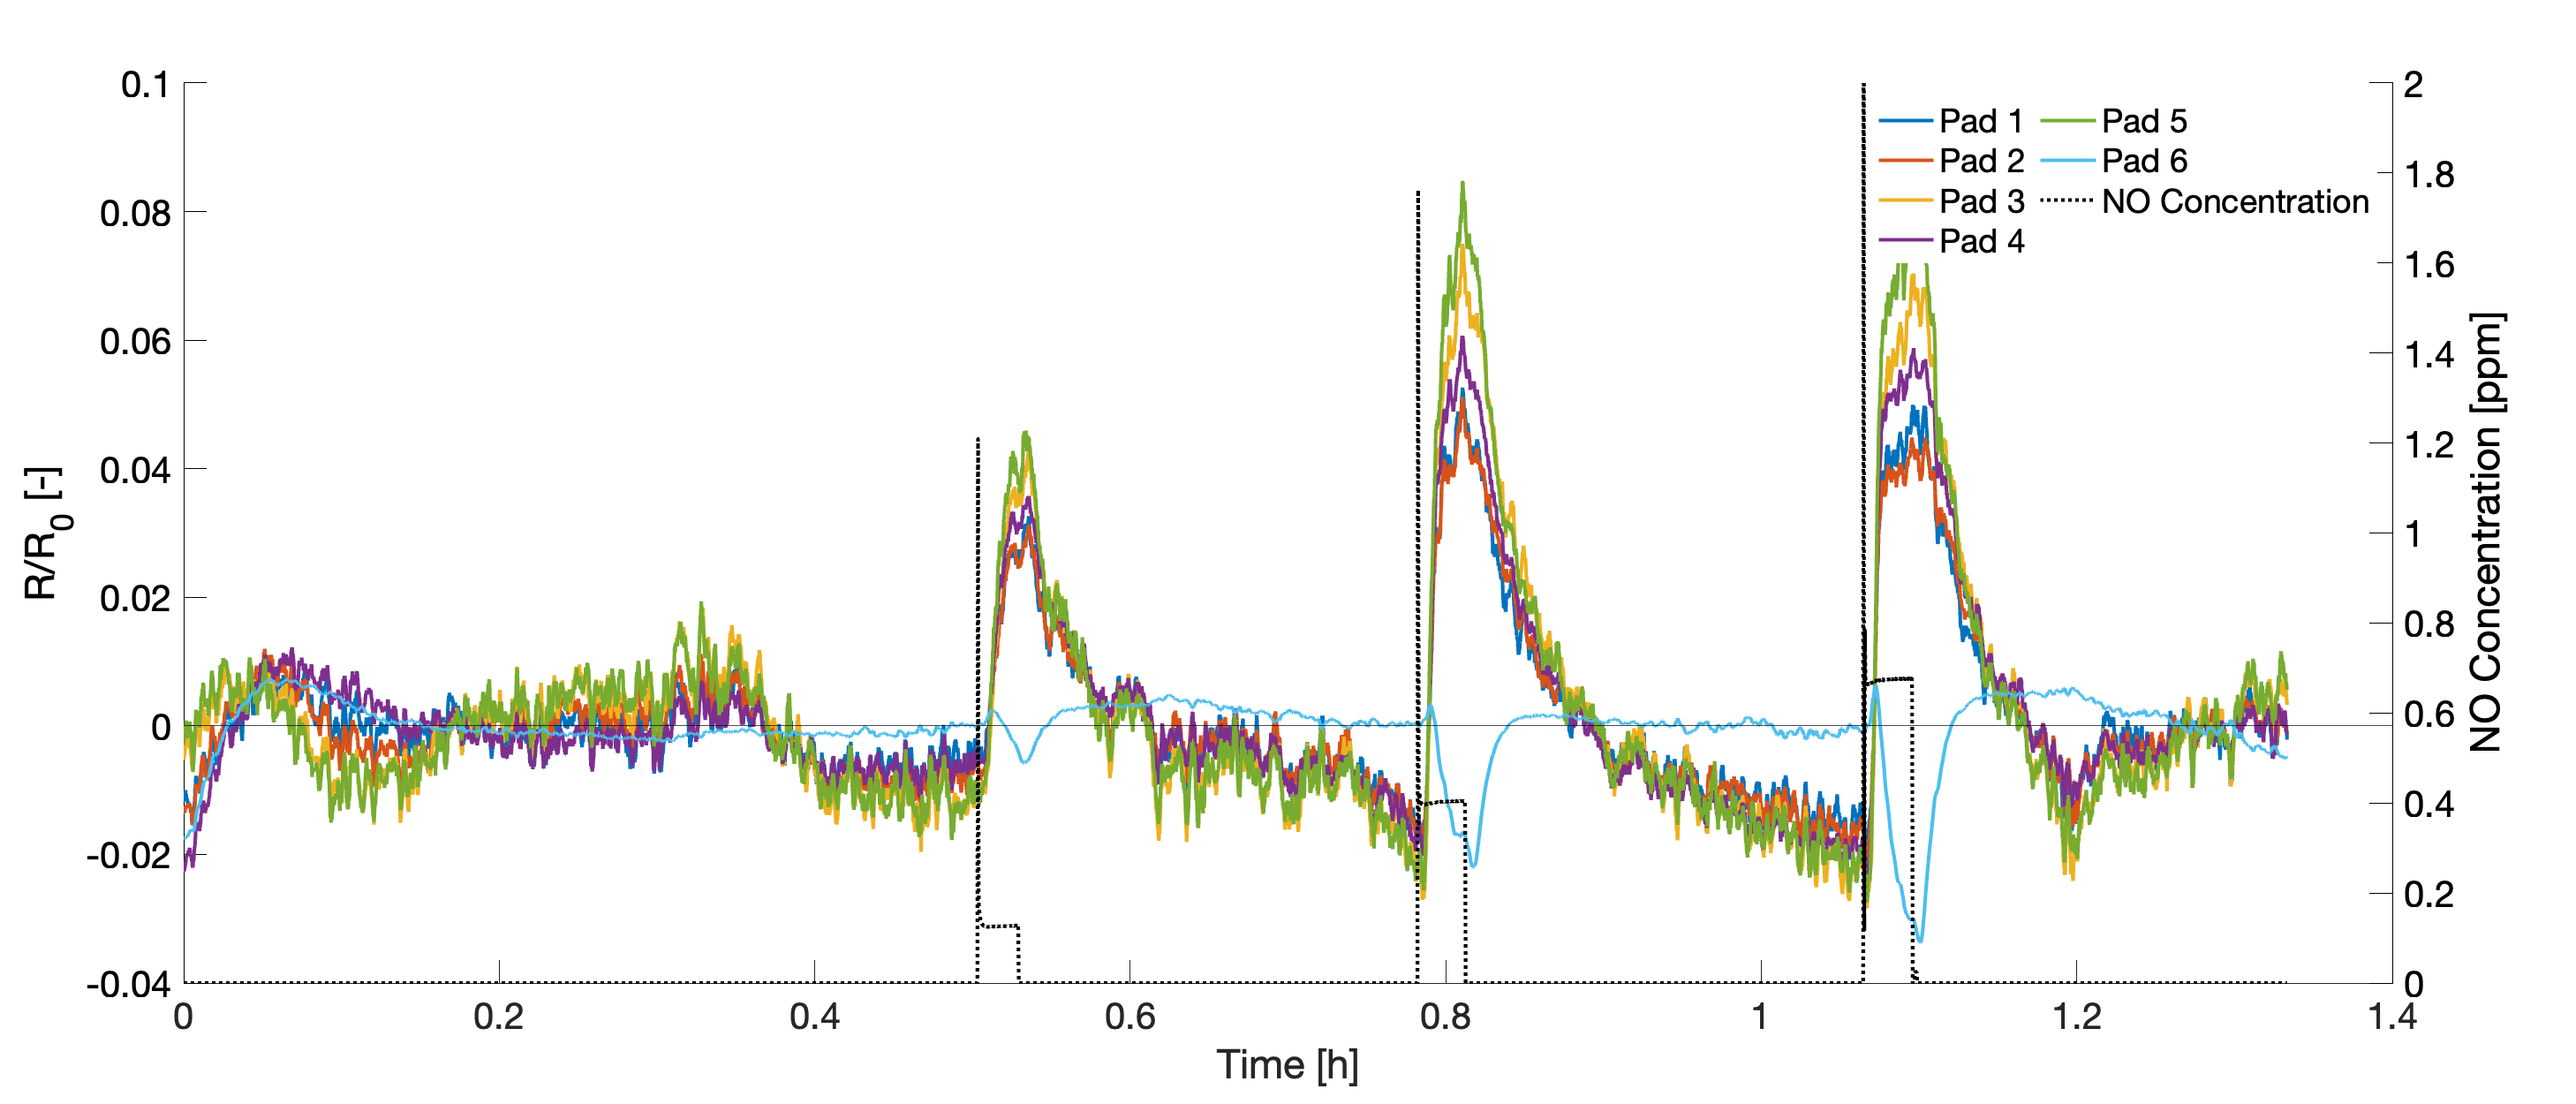 0.1
0.08
0.06
0.04
0.02
0
-0.02
-0.04
R/R0 [-]
0 0.2 0.4 0.6 0.8 1 1.2 1.4
Time [h]
2
1.8
1.6
1.4
1.2
1
0.8
0.6
0.4
0.2
0
NO Concentration [ppm]
Pad 1 Pad 5
Pad 2 Pad 6
Pad 3 NO Concentration
Pad 4